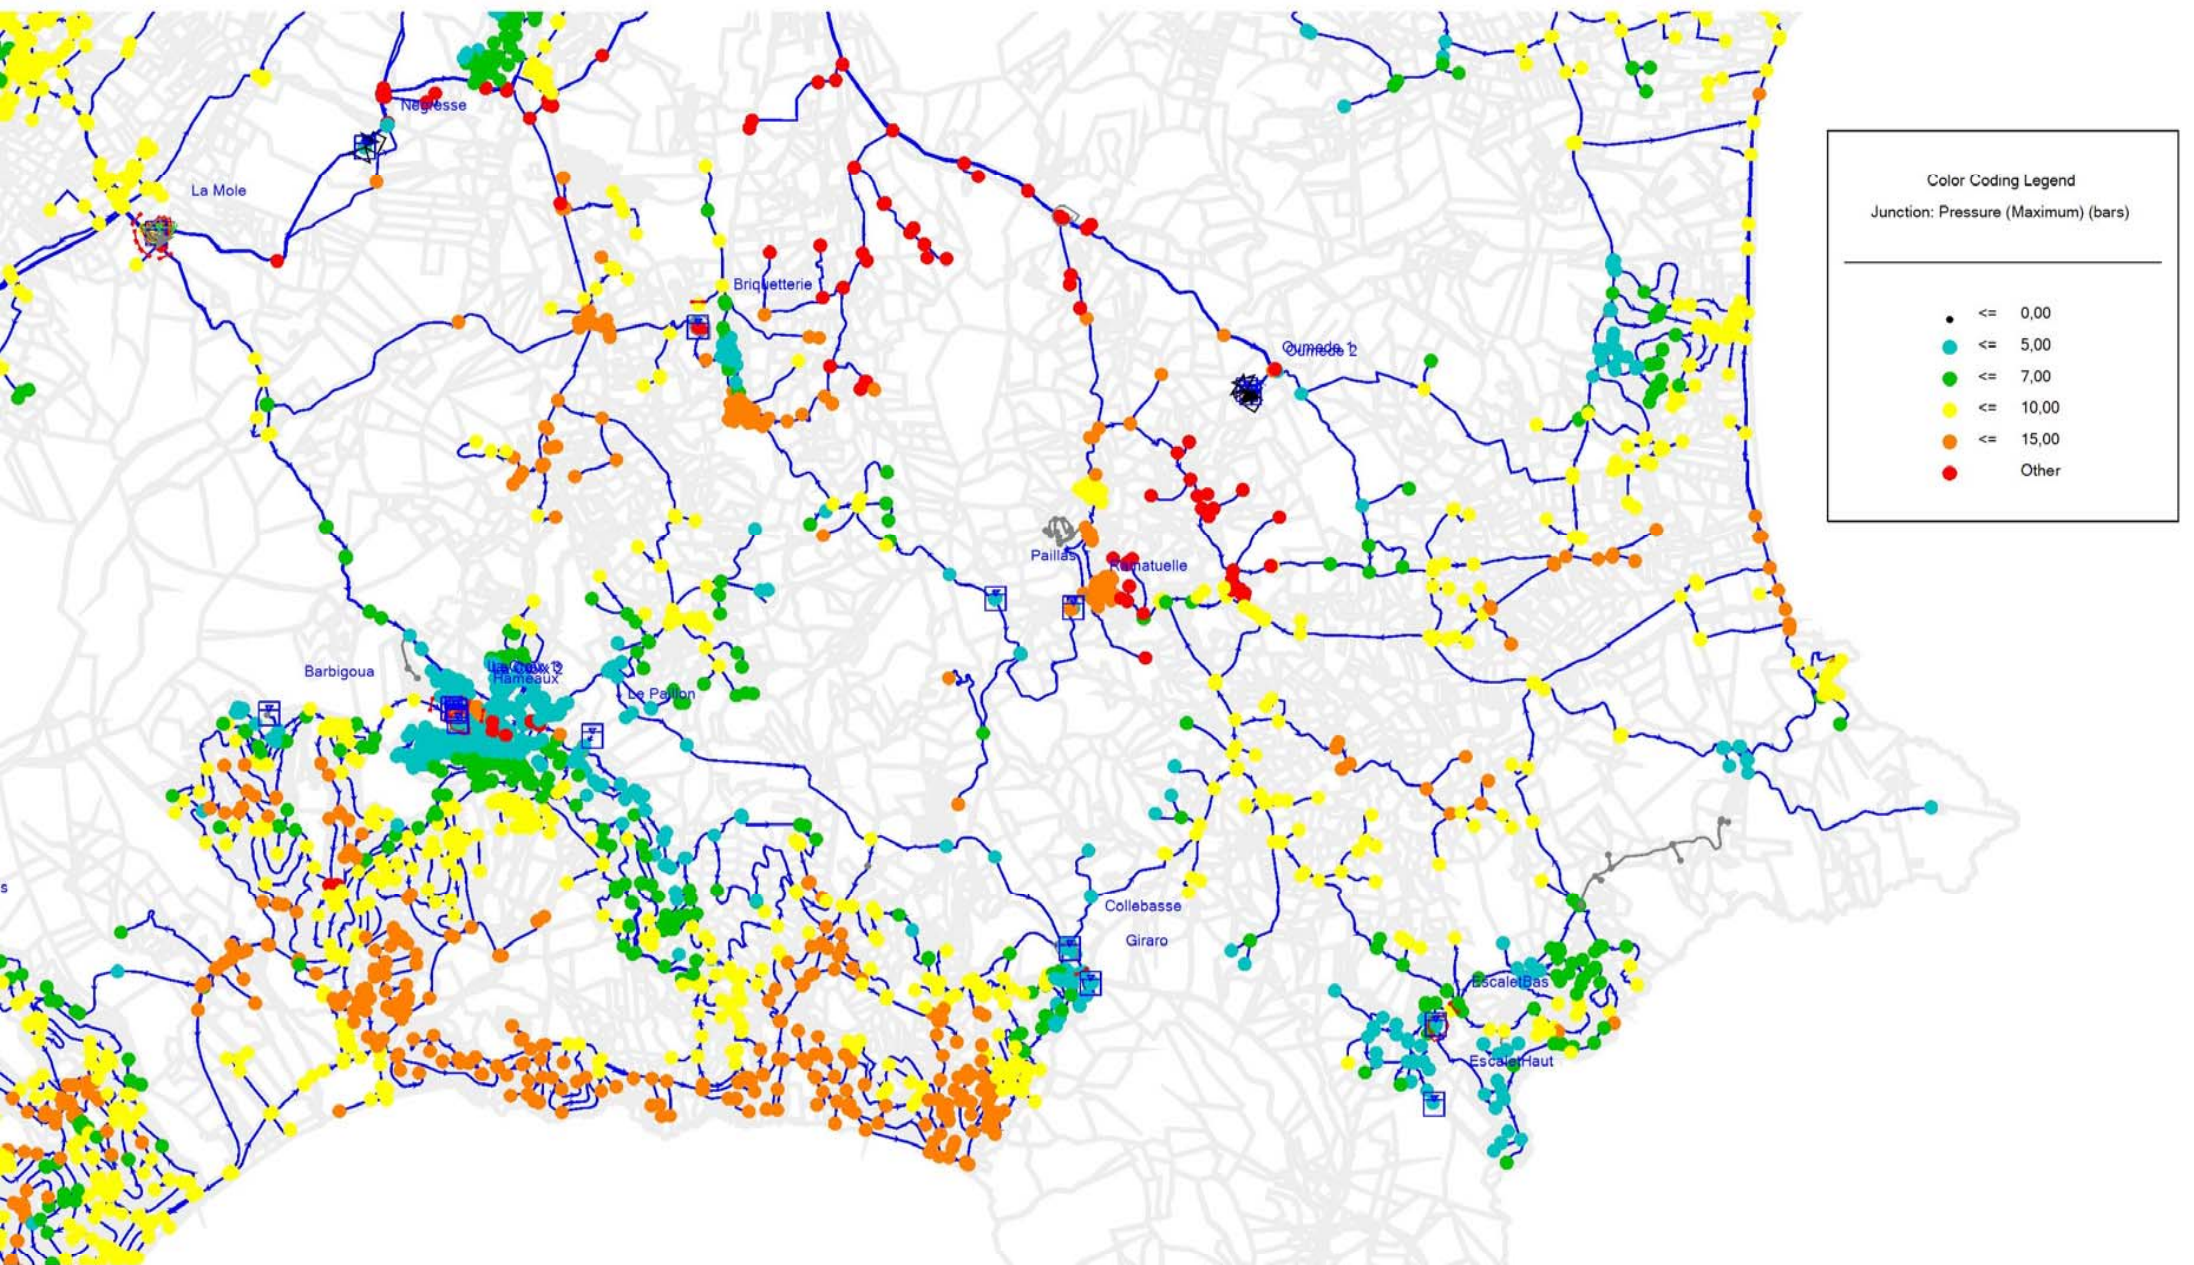 Negresse
La Mole
Briquetterie
Oumede 1
Oumede 2
Color Coding Legend
Junction: Pressure (Maximum) (bars)
<= 0,00
<= 5,00
<= 7,00
<= 10,00
<= 15,00
Other
Paillas
Ramatuelle
Barbigoua
Hameaux
Le Paillon
s
Collebasse
Giraro
EscaletBas
EscaletHaut